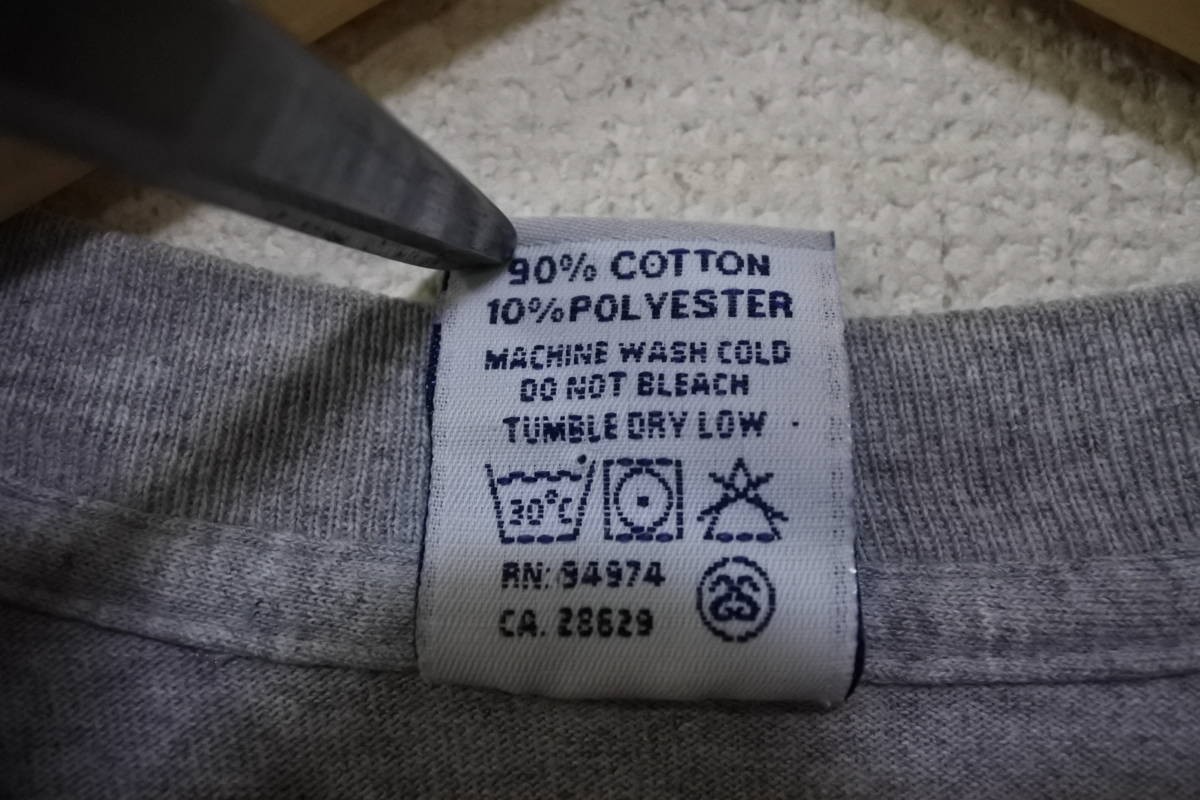 90% COTTON
10% POLYESTER
MACHINE WASH COLD
DO NOT BLEACH
TUMBLE DRY LOW
30°C
RN: 94974
CA. 28629